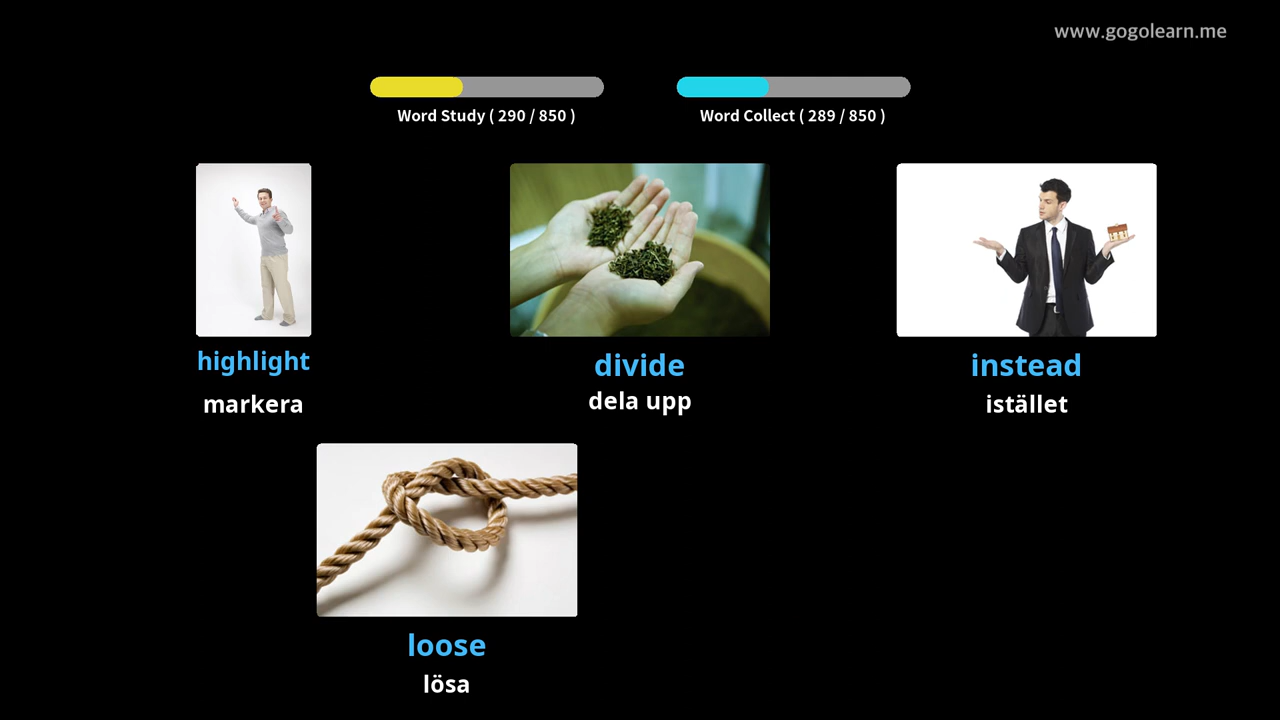 www.gogolearn.me
Word Study ( 290 / 850 )
Word Collect ( 289 / 850 )
highlight
markera
divide
dela upp
instead
istället
loose
lösa